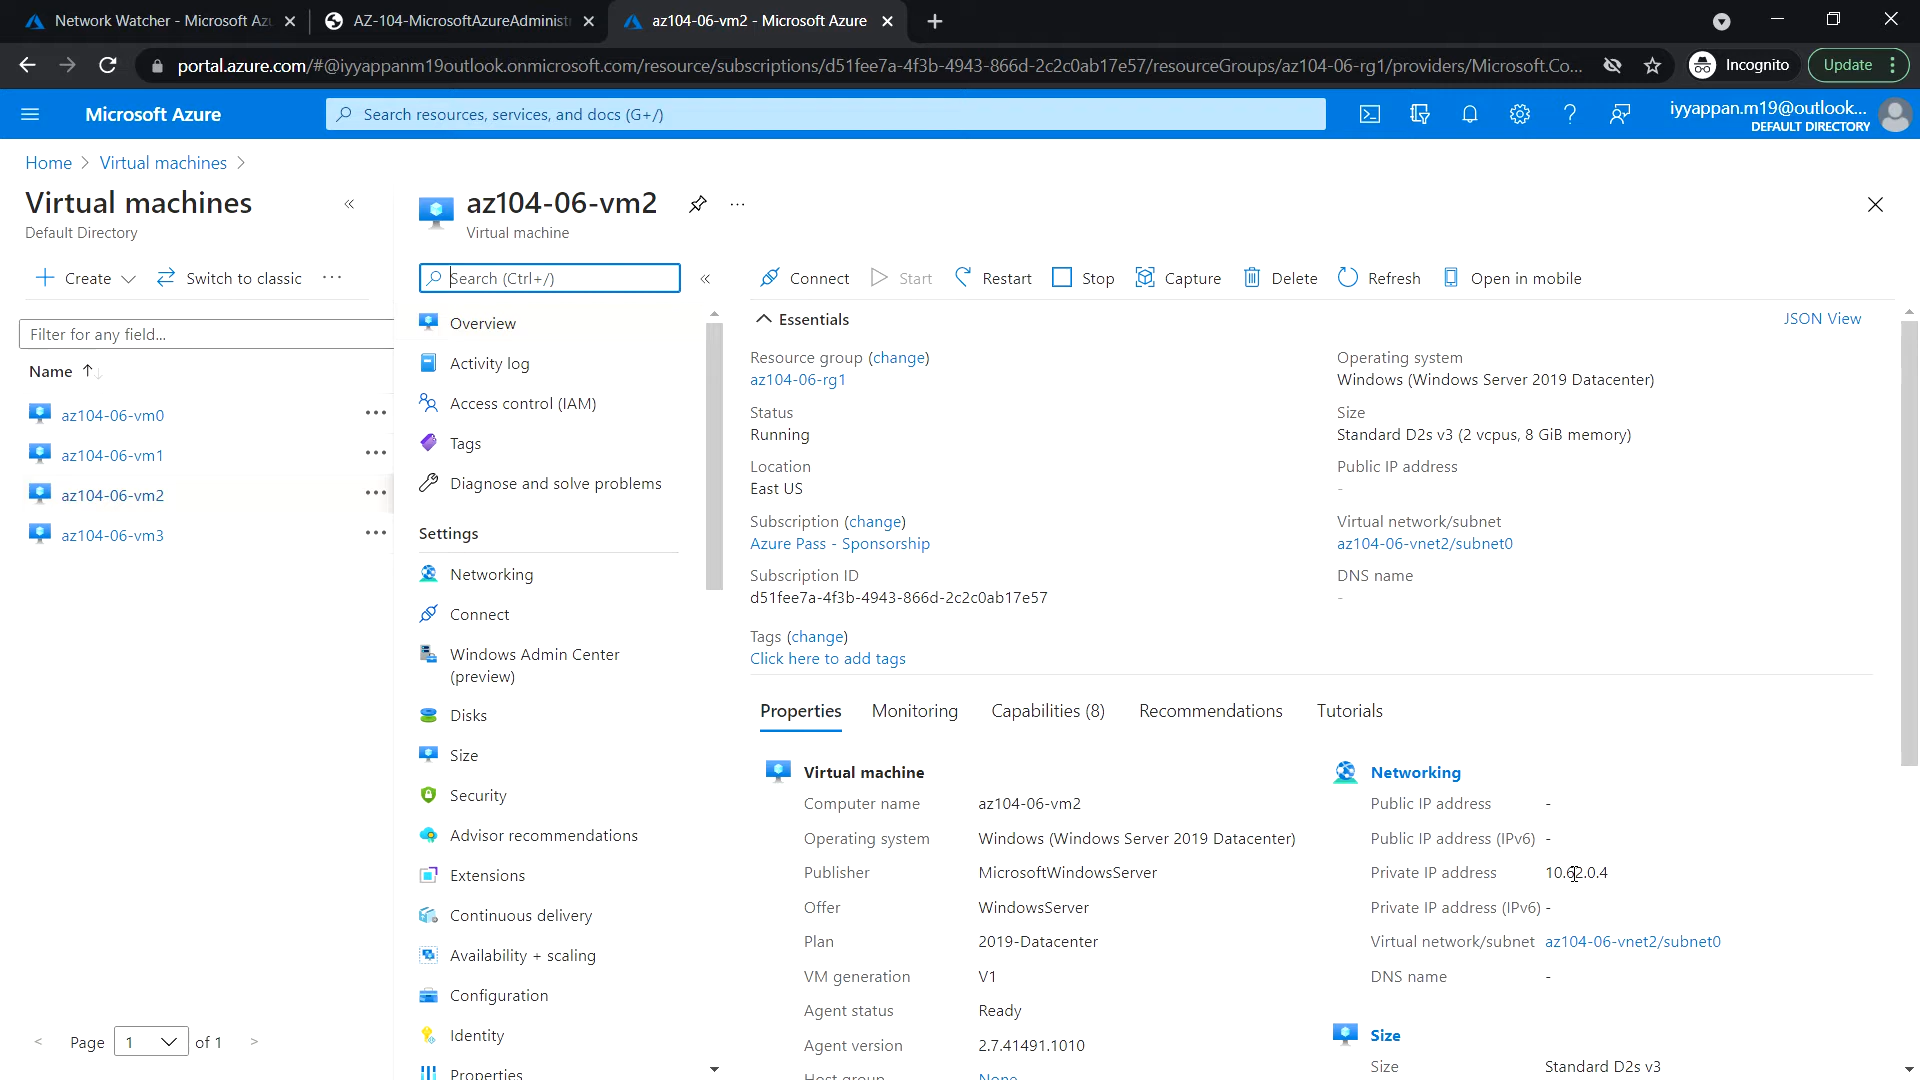 Network Watcher - Microsoft Az
AZ-104-MicrosoftAzureAdminist
az104-06-vm2 - Microsoft Azure
portal.azure.com/#@iyyappanm19outlook.onmicrosoft.com/resource/subscriptions/d51fee7a-4f3b-4943-866d-2c2c0ab17e57/resourceGroups/az104-06-rg1/providers/Microsoft.Co...
Incognito
Update
Microsoft Azure
Search resources, services, and docs (G+/)
iyyappan.m19@outlook...
DEFAULT DIRECTORY
Home > Virtual machines >
Virtual machines
Default Directory
Create
Switch to classic
...
Filter for any field...
Name
az104-06-vm0
az104-06-vm1
az104-06-vm2
az104-06-vm3
< Page 1 of 1 >
az104-06-vm2
...
Virtual machine
Search (Ctrl+/)
«
Overview
Activity log
Access control (IAM)
Tags
Diagnose and solve problems
Settings
Networking
Connect
Windows Admin Center
(preview)
Disks
Size
Security
Advisor recommendations
Extensions
Continuous delivery
Availability + scaling
Configuration
Identity
Properties
Connect
Start
Restart
Stop
Capture
Delete
Refresh
Open in mobile
Essentials
JSON View
Resource group (change)
az104-06-rg1
Status
Running
Location
East US
Subscription (change)
Azure Pass - Sponsorship
Subscription ID
d51fee7a-4f3b-4943-866d-2c2c0ab17e57
Tags (change)
Click here to add tags
Operating system
Windows (Windows Server 2019 Datacenter)
Size
Standard D2s v3 (2 vcpus, 8 GiB memory)
Public IP address
-
Virtual network/subnet
az104-06-vnet2/subnet0
DNS name
-
Properties
Monitoring
Capabilities (8)
Recommendations
Tutorials
Virtual machine
Computer name az104-06-vm2
Operating system Windows (Windows Server 2019 Datacenter)
Publisher MicrosoftWindowsServer
Offer WindowsServer
Plan 2019-Datacenter
VM generation V1
Agent status Ready
Agent version 2.7.41491.1010
Host group None
Networking
Public IP address -
Public IP address (IPv6) -
Private IP address 10.62.0.4
Private IP address (IPv6) -
Virtual network/subnet az104-06-vnet2/subnet0
DNS name -
Size
Size Standard D2s v3